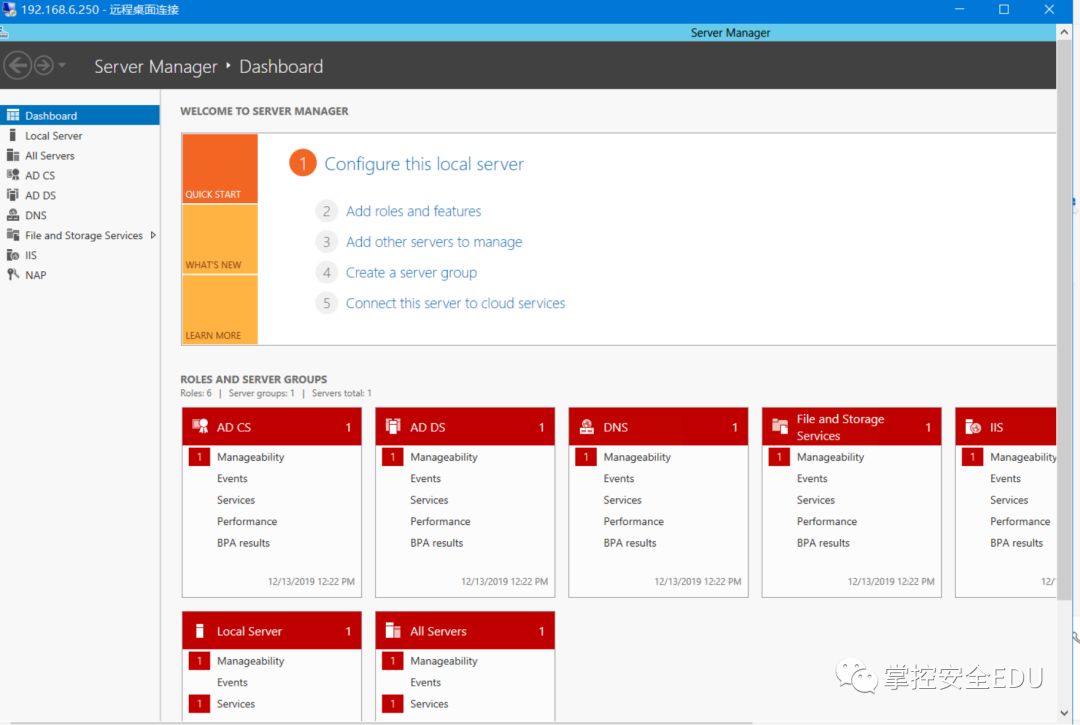 192.168.6.250 - 远程桌面连接
Server Manager
Server Manager ‣ Dashboard
Dashboard
Local Server
All Servers
AD CS
AD DS
DNS
File and Storage Services
IIS
NAP
WELCOME TO SERVER MANAGER
QUICK START
WHAT'S NEW
LEARN MORE
1 Configure this local server
2 Add roles and features
3 Add other servers to manage
4 Create a server group
5 Connect this server to cloud services
ROLES AND SERVER GROUPS
Roles: 6 | Server groups: 1 | Servers total: 1
AD CS 1
1 Manageability
Events
Services
Performance
BPA results
12/13/2019 12:22 PM
AD DS 1
1 Manageability
Events
Services
Performance
BPA results
12/13/2019 12:22 PM
DNS 1
1 Manageability
Events
Services
Performance
BPA results
12/13/2019 12:22 PM
File and Storage
Services 1
1 Manageability
Events
Services
Performance
BPA results
12/13/2019 12:22 PM
IIS
1 Manageability
Events
Services
Performance
BPA results
12/
Local Server 1
1 Manageability
Events
1 Services
All Servers 1
1 Manageability
Events
1 Services
掌控安全EDU